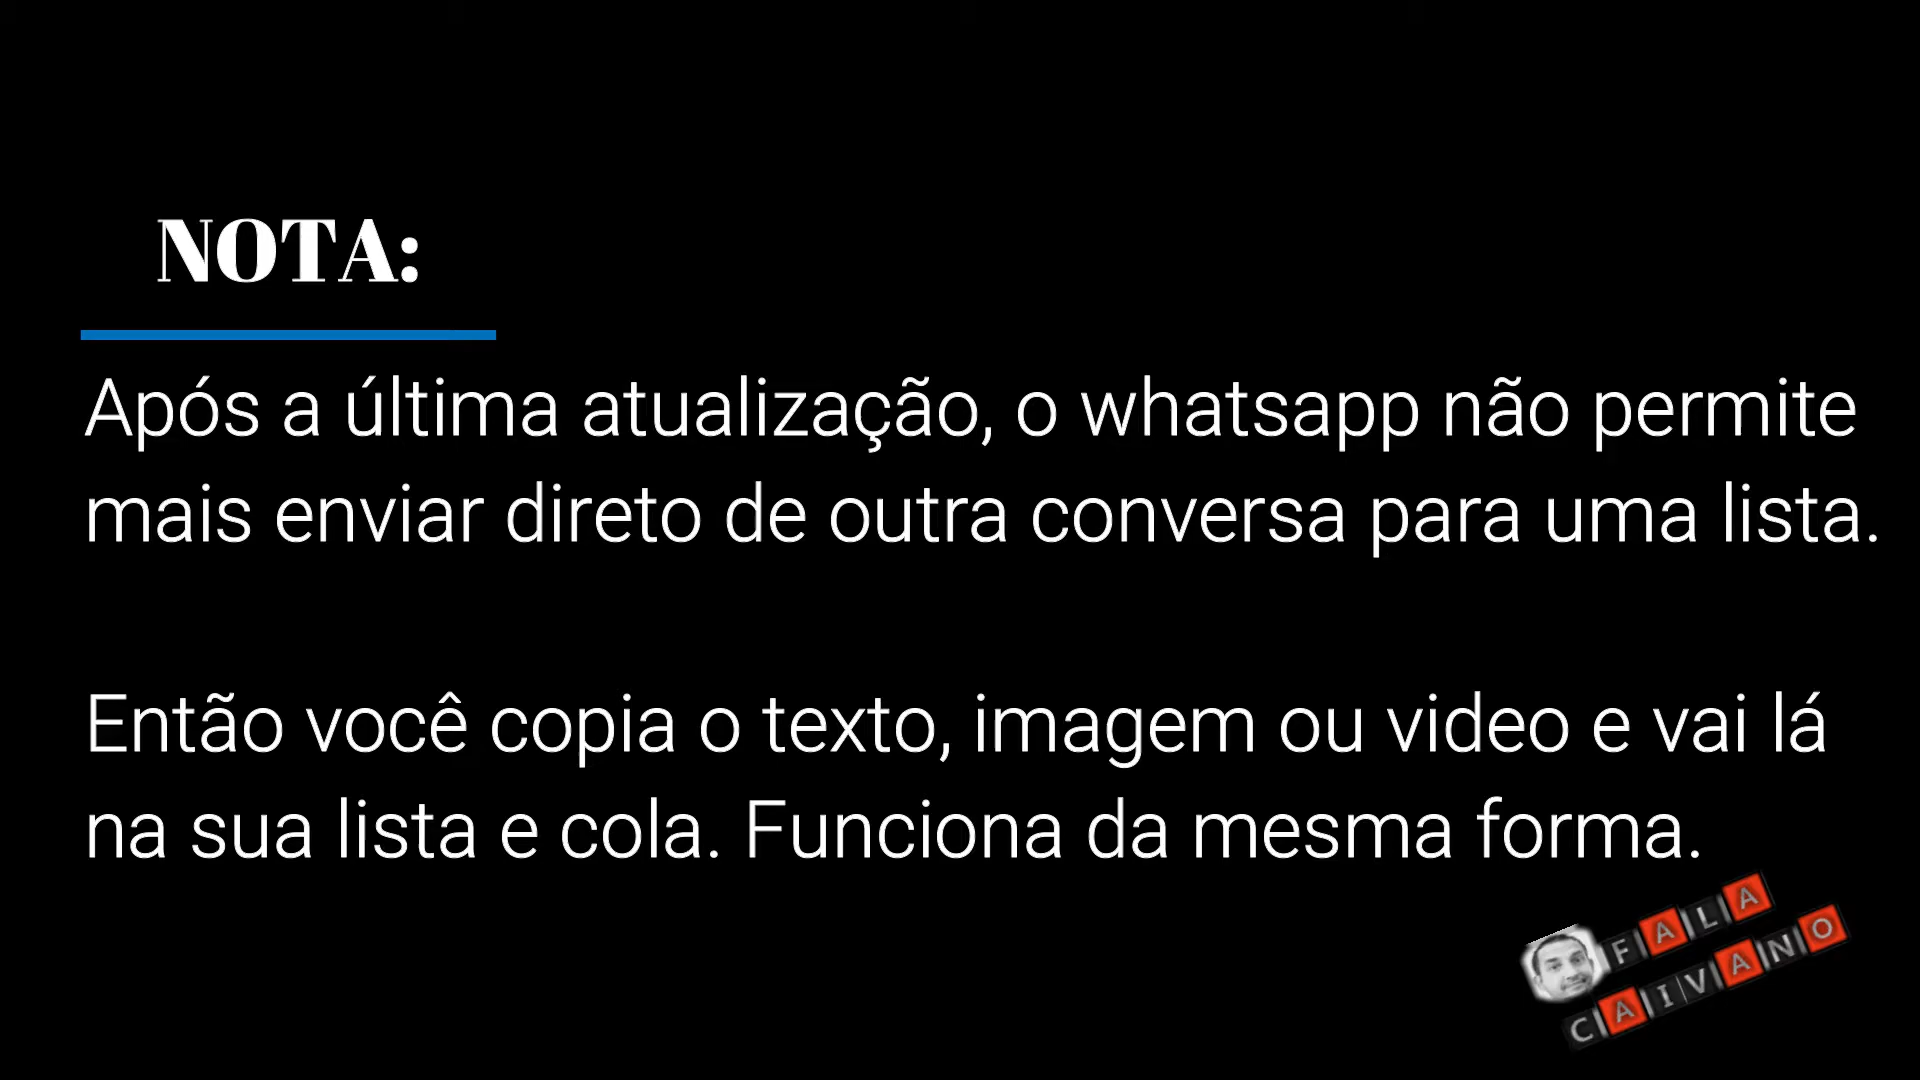 NOTA:
Após a última atualização, o whatsapp não permite
mais enviar direto de outra conversa para uma lista.
Então você copia o texto, imagem ou video e vai lá
na sua lista e cola. Funciona da mesma forma.
FALA
CAIVANO